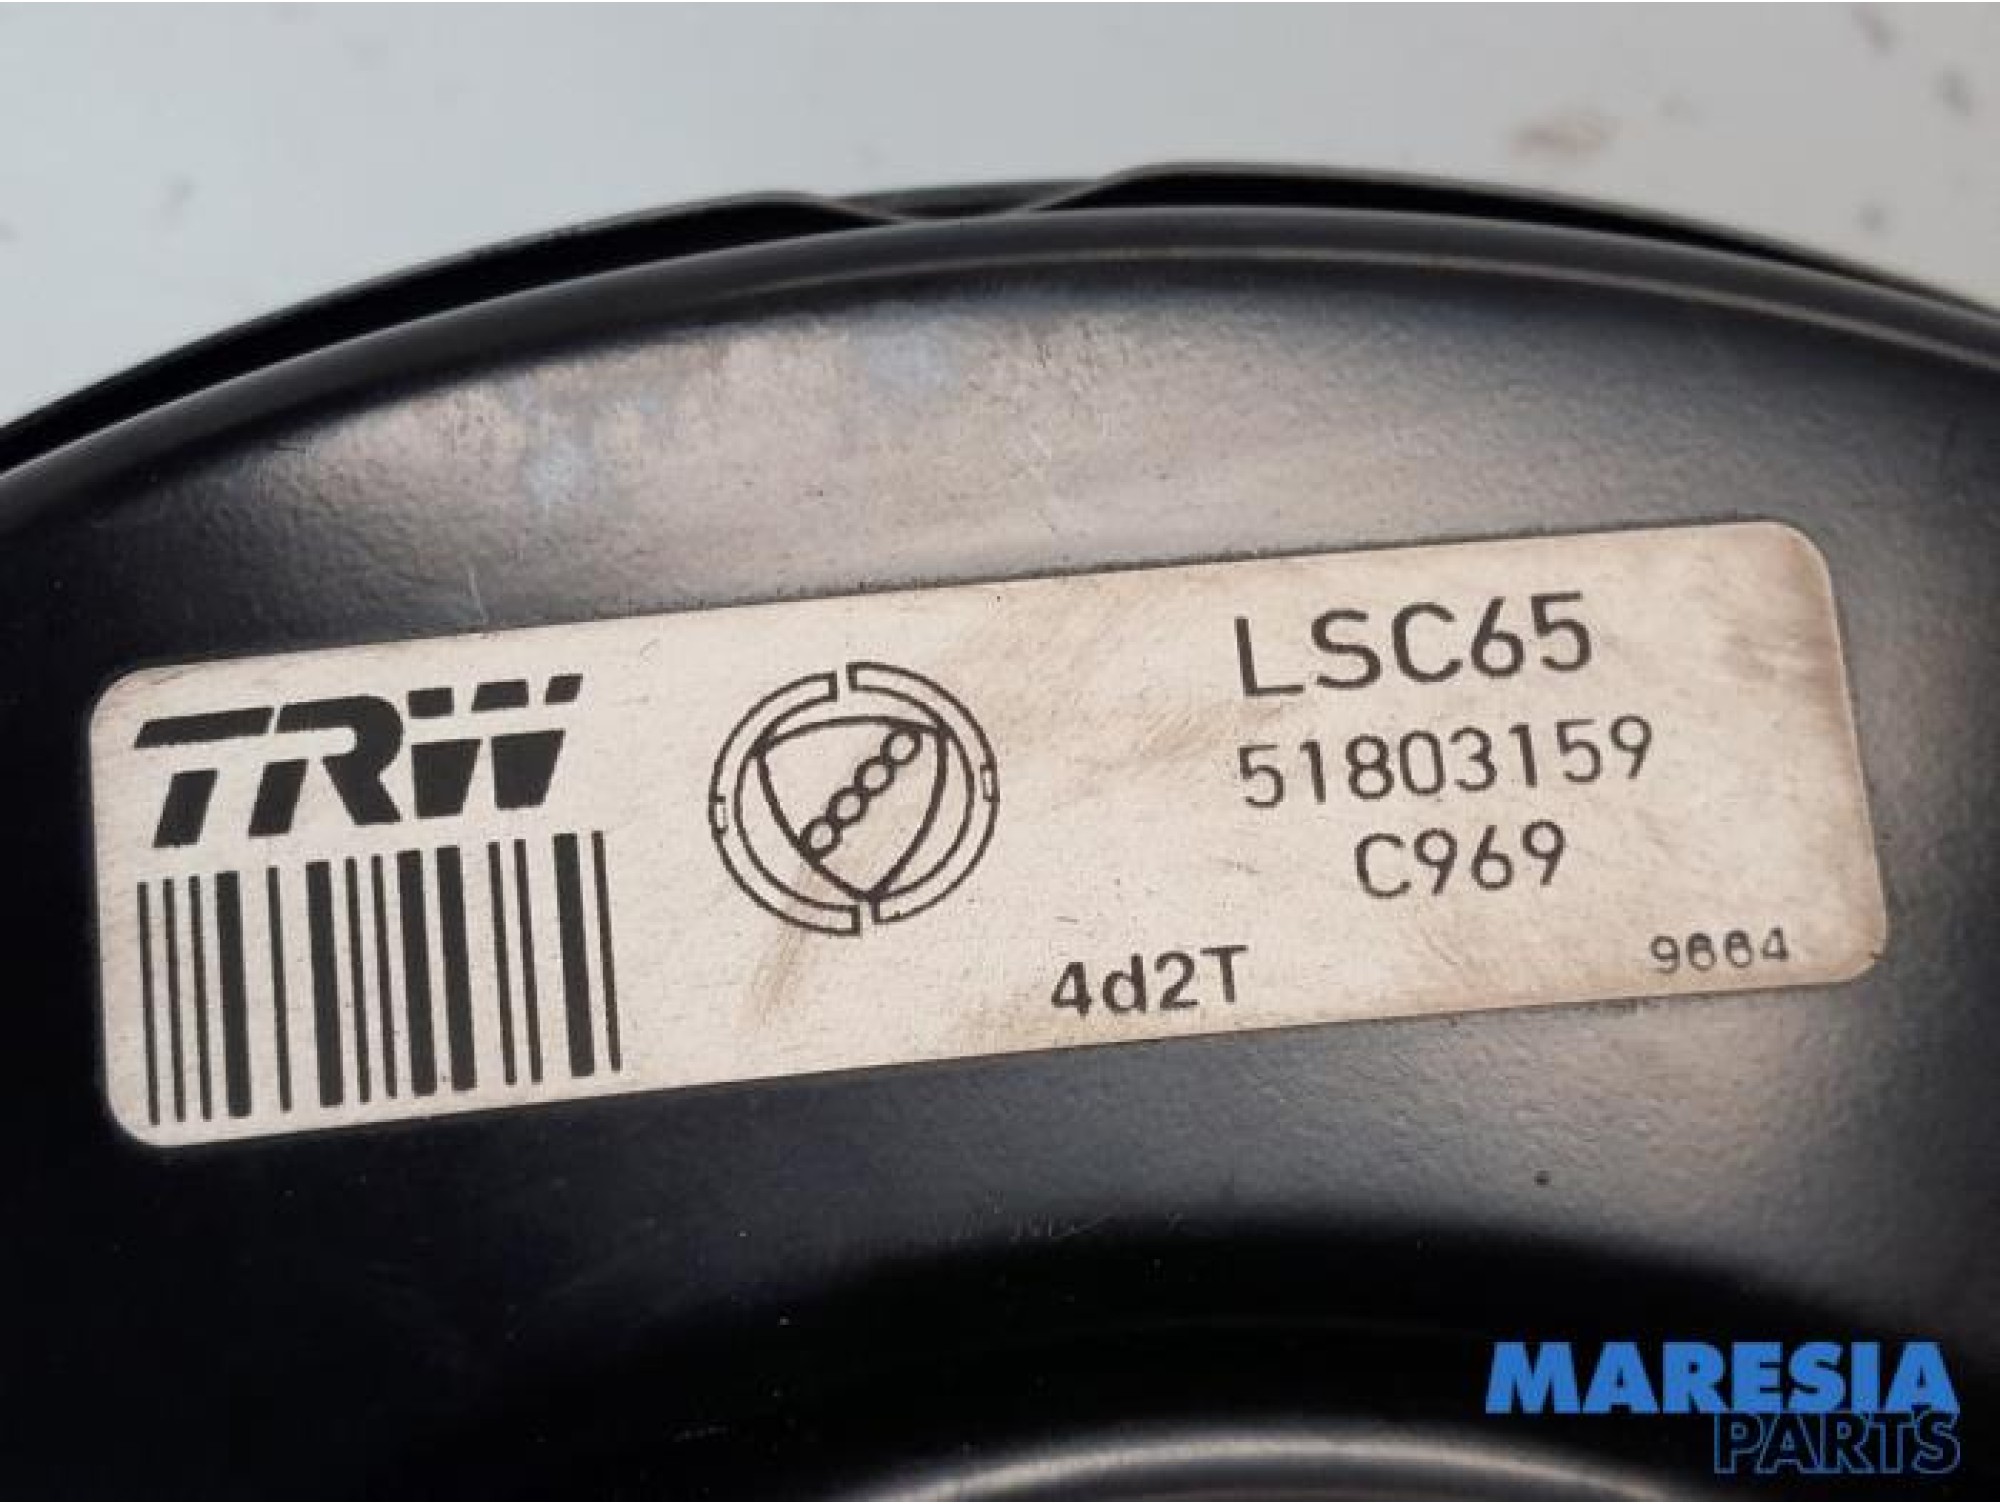 TRW
LSC65
51803159
C969
4d2T
9664
MARESIA
PARTS